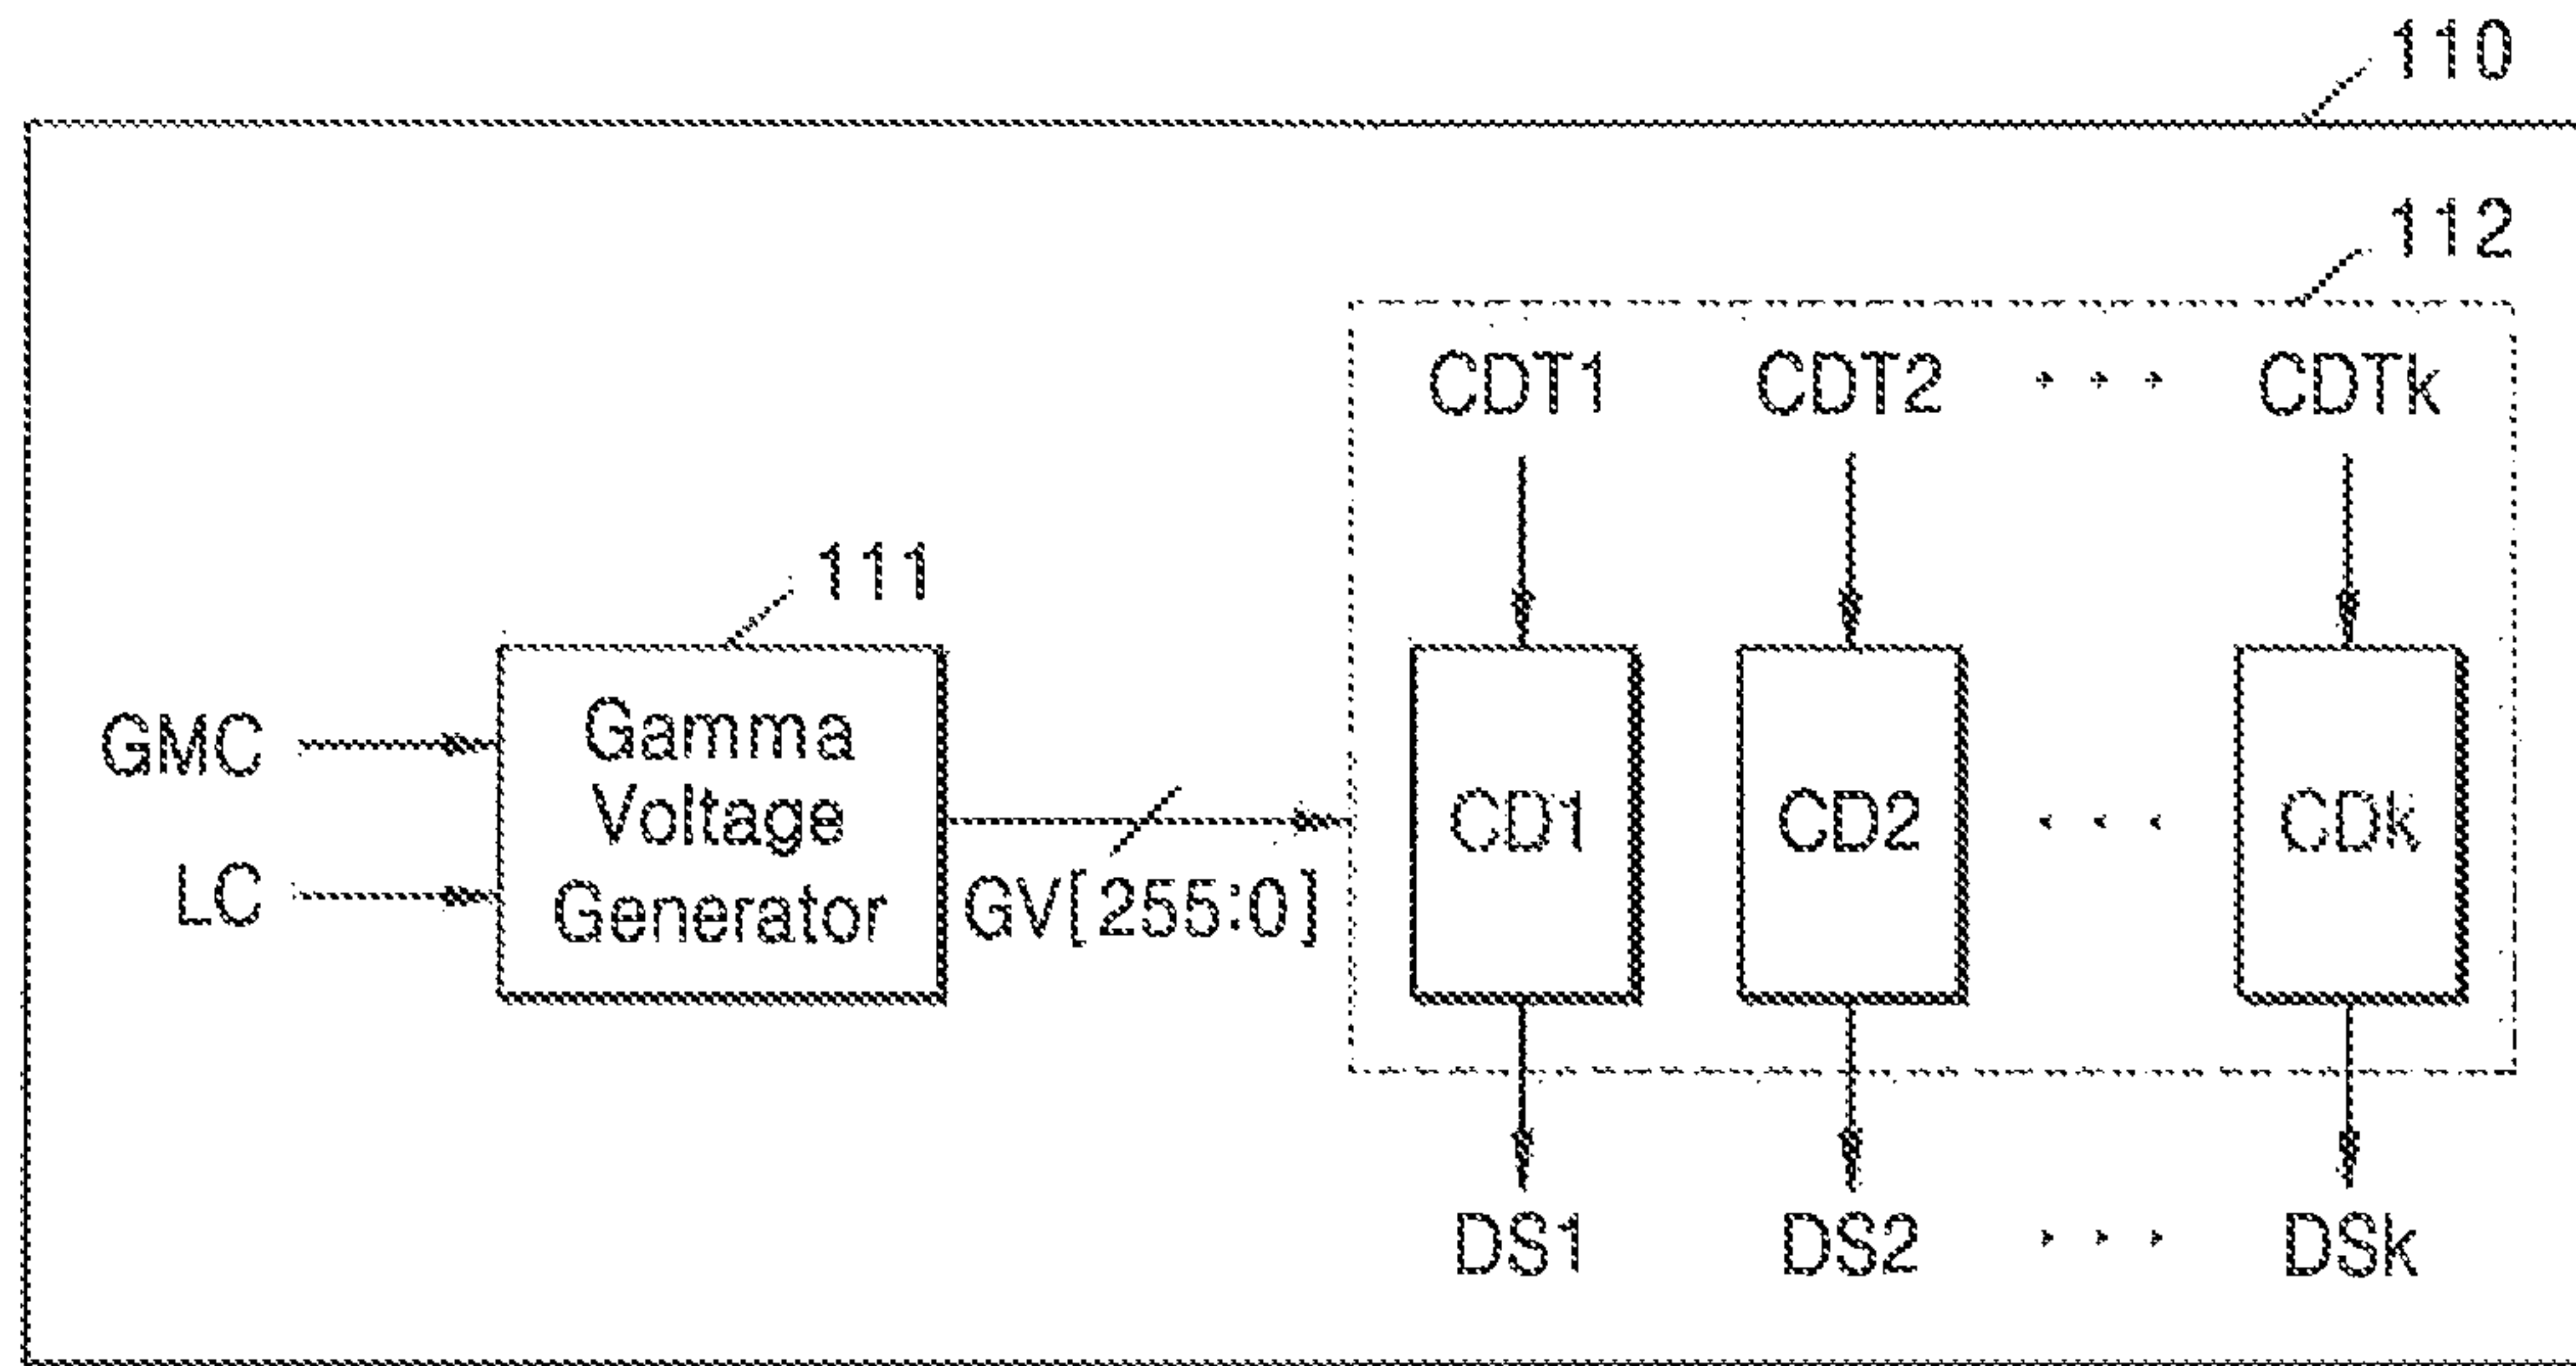 110
112
CDT1 CDT2 · · · CDTk
111
GMC
LC
Gamma
Voltage
Generator
GV[255:0]
CD1 CD2 · · · CDk
DS1 DS2 · · · DSk